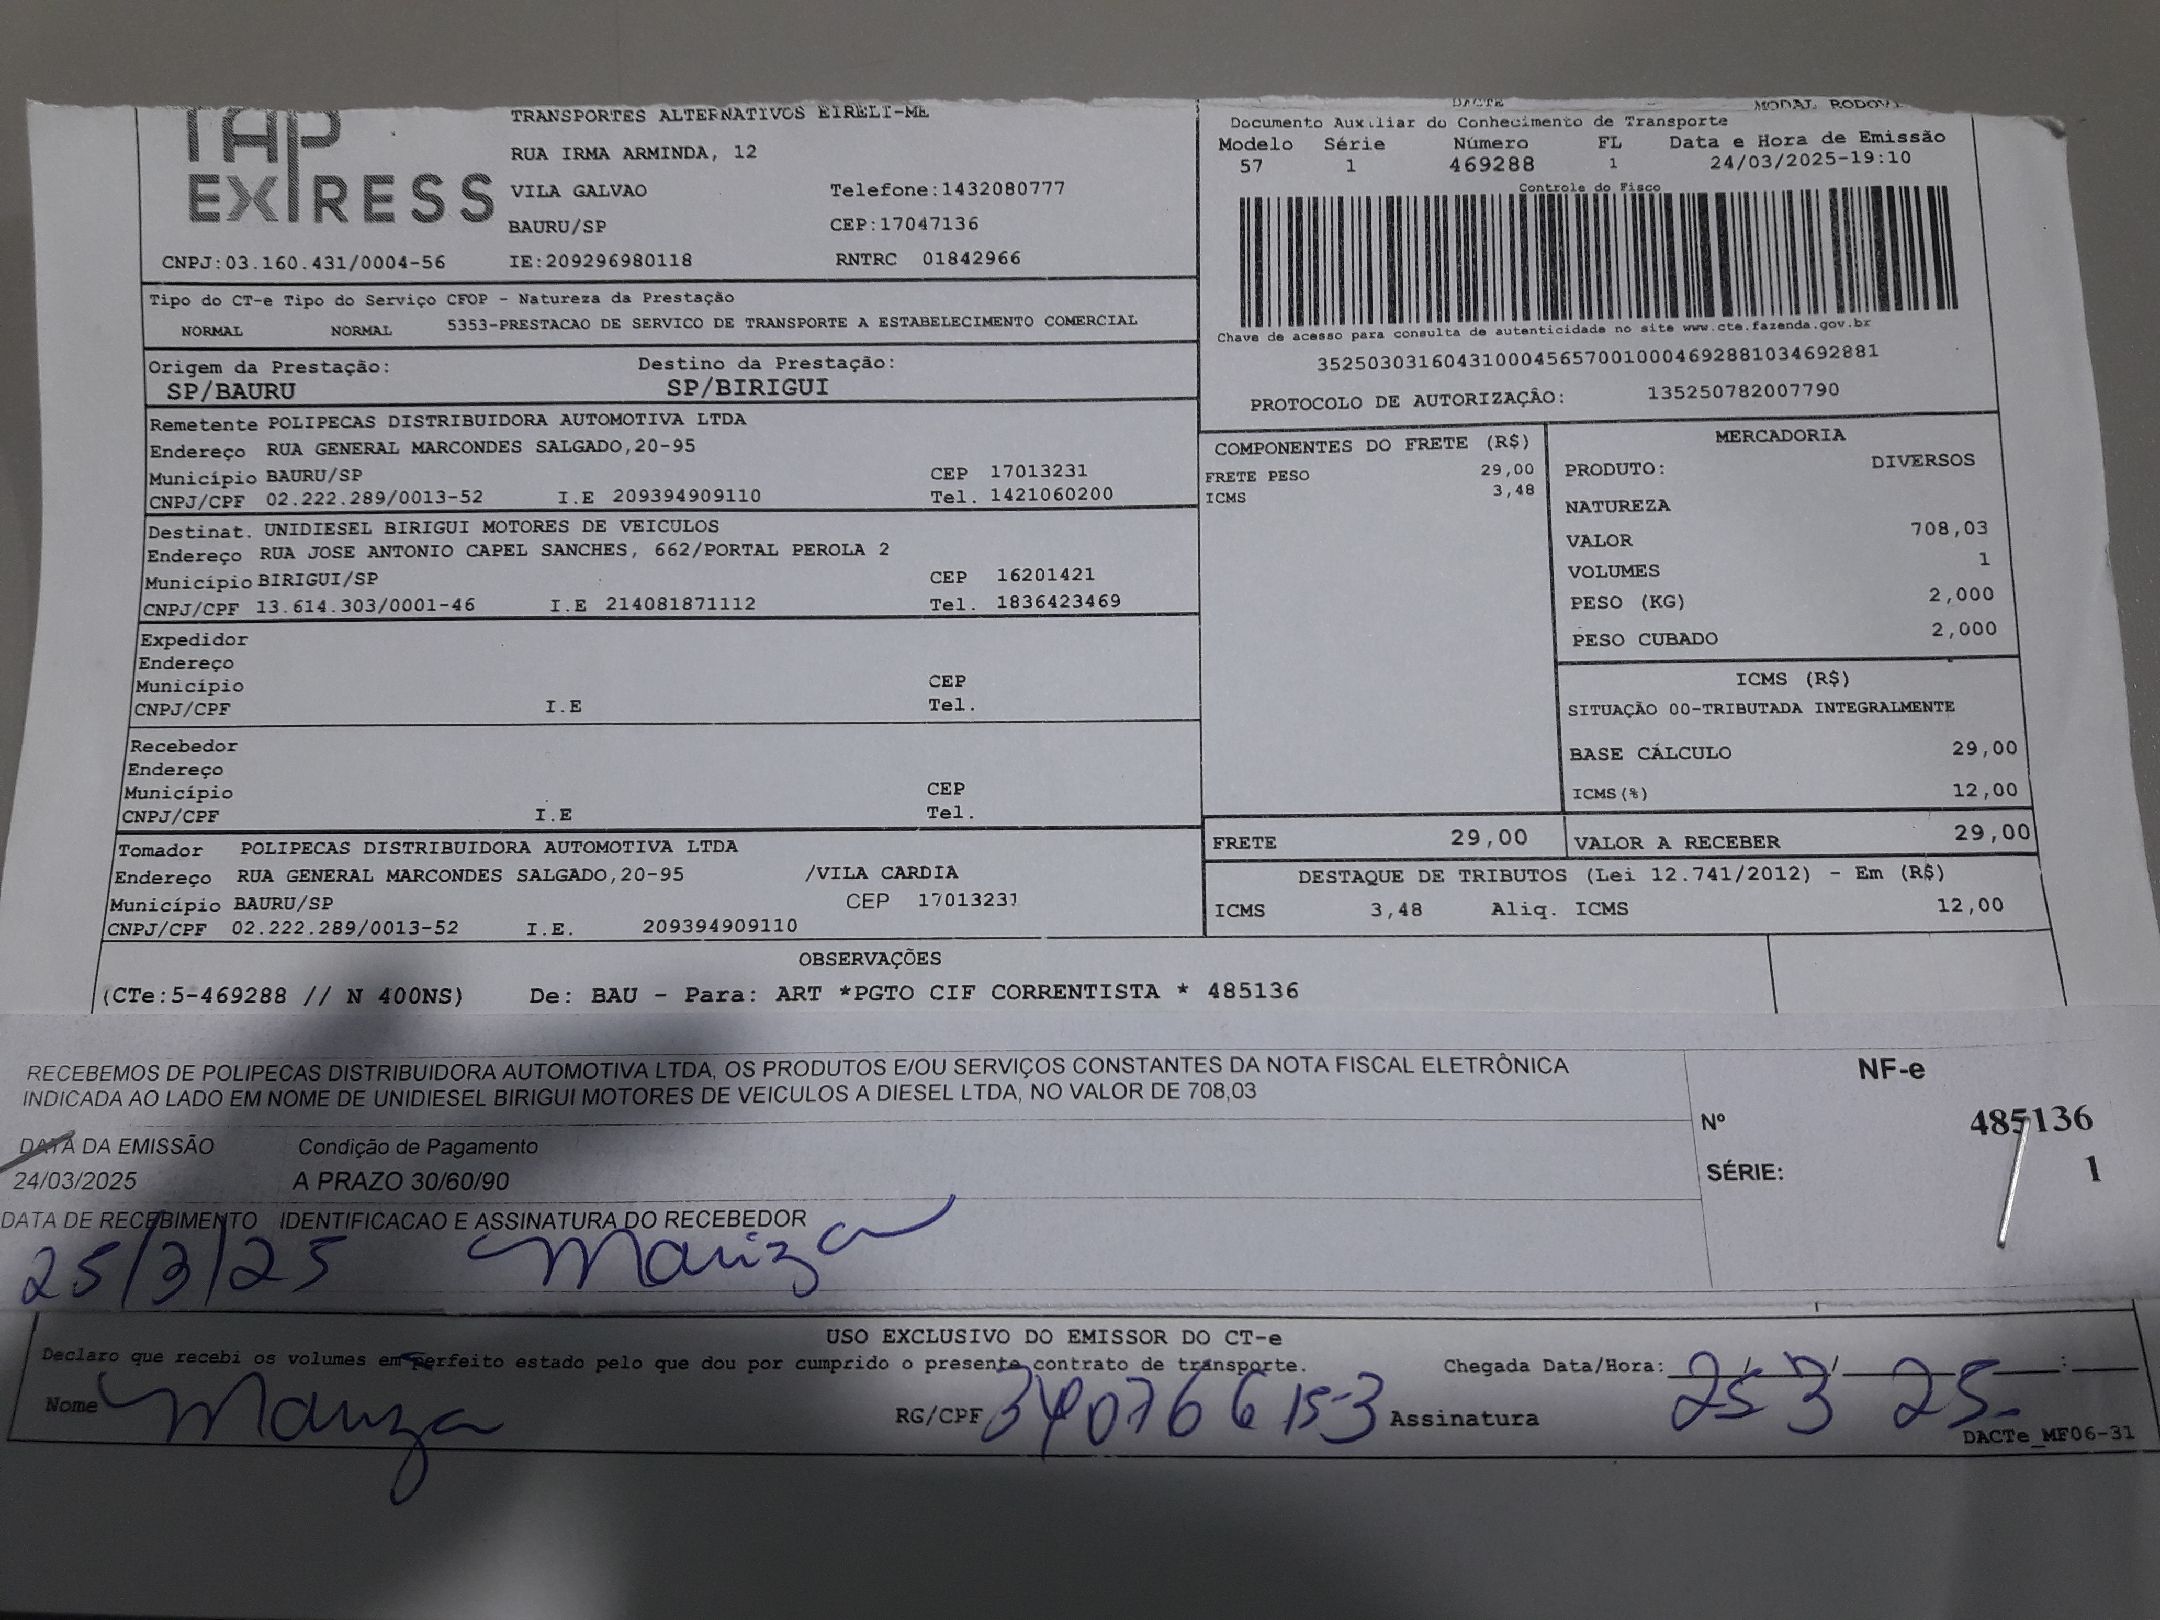 TAP
EXPRESS
TRANSPORTES ALTERNATIVOS EIRELI-ME
RUA IRMA ARMINDA, 12
VILA GALVAO Telefone:1432080777
BAURU/SP CEP:17047136
CNPJ:03.160.431/0004-56 IE:209296980118 RNTRC 01842966
DACTE MODAL RODOVI
Documento Auxiliar do Conhecimento de Transporte
Modelo Série Número FL Data e Hora de Emissão
57 1 469288 1 24/03/2025-19:10
Controle do Fisco
Chave de acesso para consulta de autenticidade no site www.cte.fazenda.gov.br
35250303160431000456570010004692881034692881
PROTOCOLO DE AUTORIZAÇÂO: 135250782007790
Tipo do CT-e Tipo do Serviço CFOP - Natureza da Prestação
NORMAL NORMAL 5353-PRESTACAO DE SERVICO DE TRANSPORTE A ESTABELECIMENTO COMERCIAL
Origem da Prestação: Destino da Prestação:
SP/BAURU SP/BIRIGUI
Remetente POLIPECAS DISTRIBUIDORA AUTOMOTIVA LTDA
Endereço RUA GENERAL MARCONDES SALGADO,20-95
Município BAURU/SP CEP 17013231
CNPJ/CPF 02.222.289/0013-52 I.E 209394909110 Tel. 1421060200
Destinat. UNIDIESEL BIRIGUI MOTORES DE VEICULOS
Endereço RUA JOSE ANTONIO CAPEL SANCHES, 662/PORTAL PEROLA 2
Município BIRIGUI/SP CEP 16201421
CNPJ/CPF 13.614.303/0001-46 I.E 214081871112 Tel. 1836423469
Expedidor
Endereço
Município CEP
CNPJ/CPF I.E Tel.
Recebedor
Endereço
Município CEP
CNPJ/CPF I.E Tel.
Tomador POLIPECAS DISTRIBUIDORA AUTOMOTIVA LTDA
Endereço RUA GENERAL MARCONDES SALGADO,20-95 /VILA CARDIA
Município BAURU/SP CEP 17013231
CNPJ/CPF 02.222.289/0013-52 I.E. 209394909110
COMPONENTES DO FRETE (R$)
FRETE PESO 29,00
ICMS 3,48
MERCADORIA
PRODUTO: DIVERSOS
NATUREZA
VALOR 708,03
VOLUMES 1
PESO (KG) 2,000
PESO CUBADO 2,000
ICMS (R$)
SITUAÇÃO 00-TRIBUTADA INTEGRALMENTE
BASE CÁLCULO 29,00
ICMS(%) 12,00
FRETE 29,00 VALOR A RECEBER 29,00
DESTAQUE DE TRIBUTOS (Lei 12.741/2012) - Em (R$)
ICMS 3,48 Aliq. ICMS 12,00
OBSERVAÇÕES
(CTe:5-469288 // N 400NS) De: BAU - Para: ART *PGTO CIF CORRENTISTA * 485136
RECEBEMOS DE POLIPECAS DISTRIBUIDORA AUTOMOTIVA LTDA, OS PRODUTOS E/OU SERVIÇOS CONSTANTES DA NOTA FISCAL ELETRÔNICA
INDICADA AO LADO EM NOME DE UNIDIESEL BIRIGUI MOTORES DE VEICULOS A DIESEL LTDA, NO VALOR DE 708,03
NF-e
Nº 485136
SÉRIE: 1
DATA DA EMISSÃO Condição de Pagamento
24/03/2025 A PRAZO 30/60/90
DATA DE RECEBIMENTO IDENTIFICACAO E ASSINATURA DO RECEBEDOR
25/3/25 Mariza
USO EXCLUSIVO DO EMISSOR DO CT-e
Declaro que recebi os volumes em perfeito estado pelo que dou por cumprido o presente contrato de transporte. Chegada Data/Hora: 25 3 25
Nome Mariza RG/CPF 34076615-3 Assinatura
DACTe_MF06-31